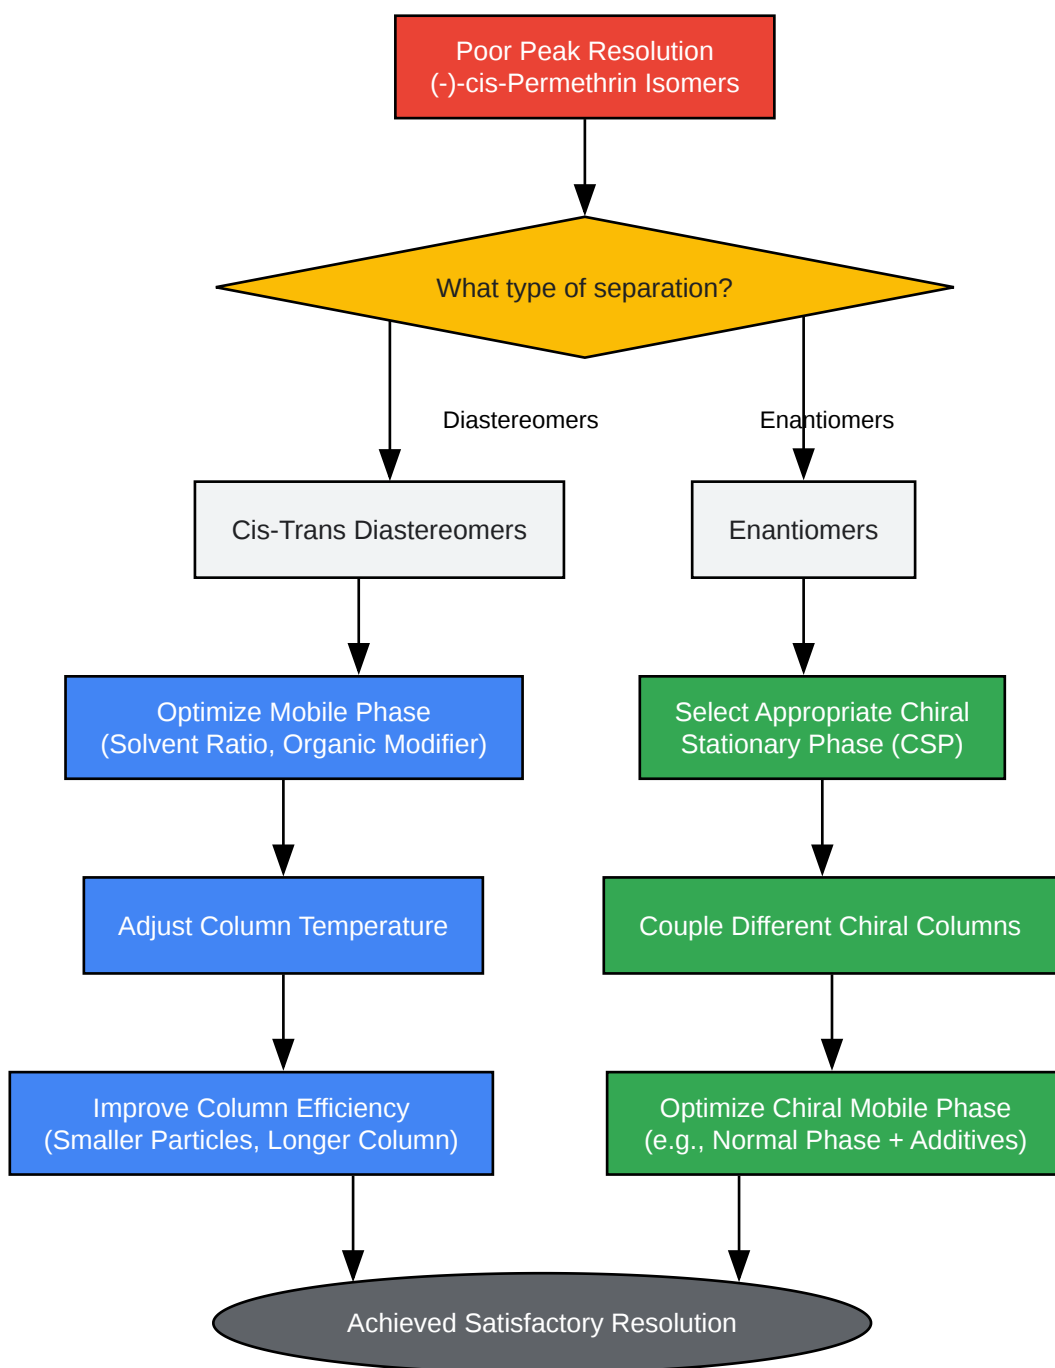 Poor Peak Resolution
(-)-cis-Permethrin Isomers
What type of separation?
Diastereomers
Enantiomers
Cis-Trans Diastereomers
Enantiomers
Optimize Mobile Phase
(Solvent Ratio, Organic Modifier)
Select Appropriate Chiral
Stationary Phase (CSP)
Adjust Column Temperature
Couple Different Chiral Columns
Improve Column Efficiency
(Smaller Particles, Longer Column)
Optimize Chiral Mobile Phase
(e.g., Normal Phase + Additives)
Achieved Satisfactory Resolution